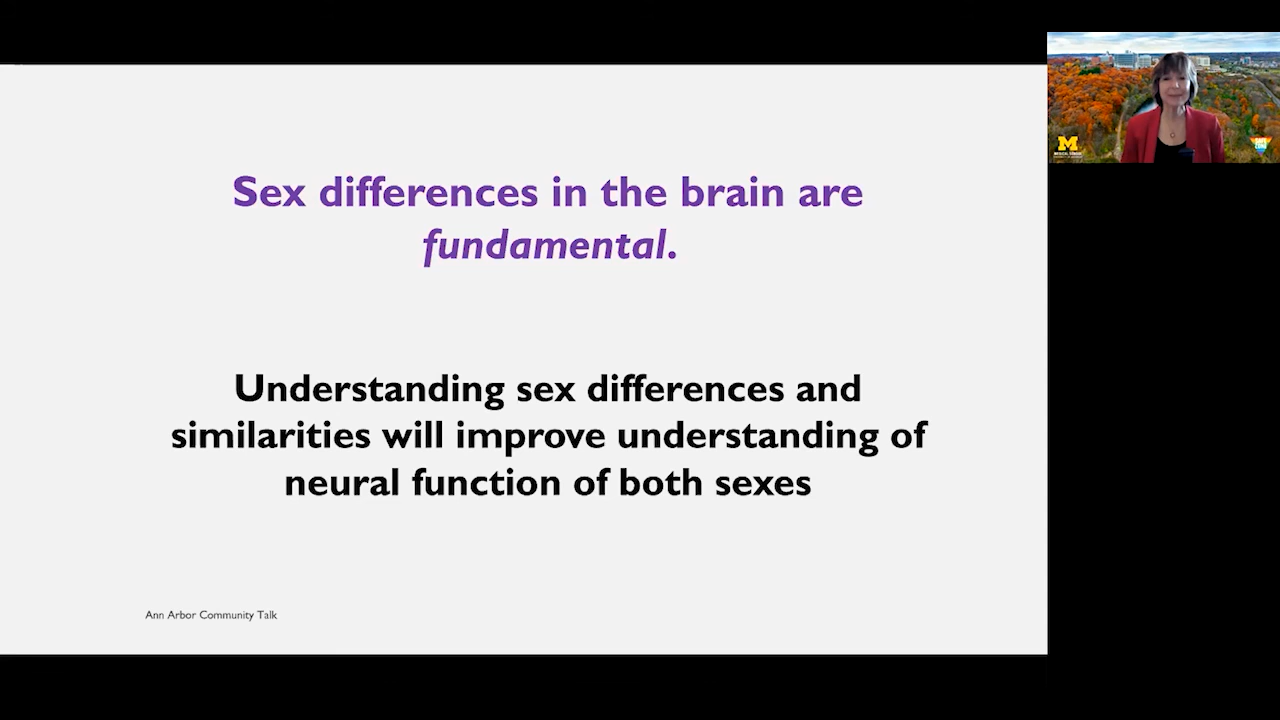 Sex differences in the brain are
fundamental.
Understanding sex differences and
similarities will improve understanding of
neural function of both sexes
Ann Arbor Community Talk
M